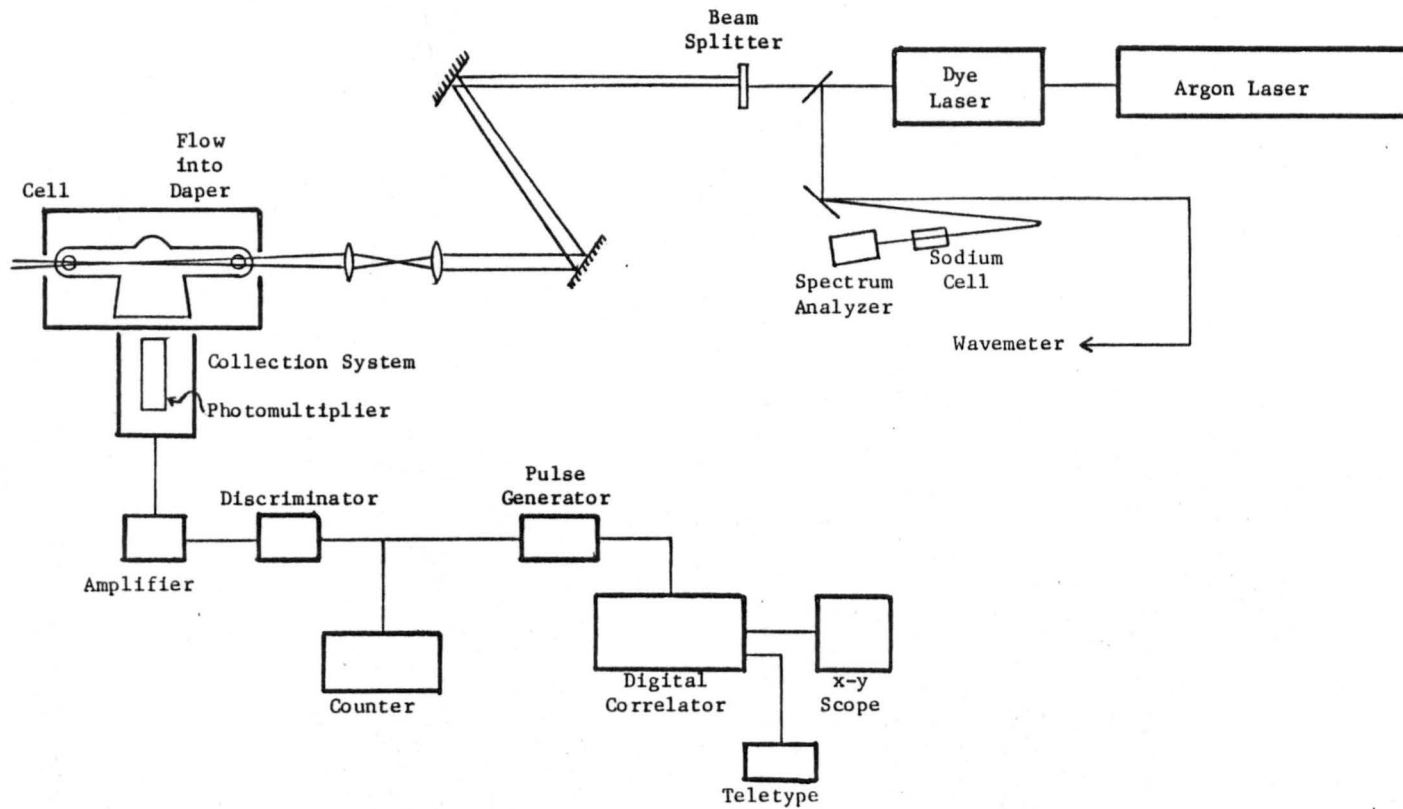 Beam
Splitter
Dye
Laser
Argon Laser
Flow
into
Daper
Cell
Sodium
Cell
Spectrum
Analyzer
Wavemeter
Collection System
Photomultiplier
Pulse
Generator
Discriminator
Amplifier
Counter
Digital
Correlator
x-y
Scope
Teletype